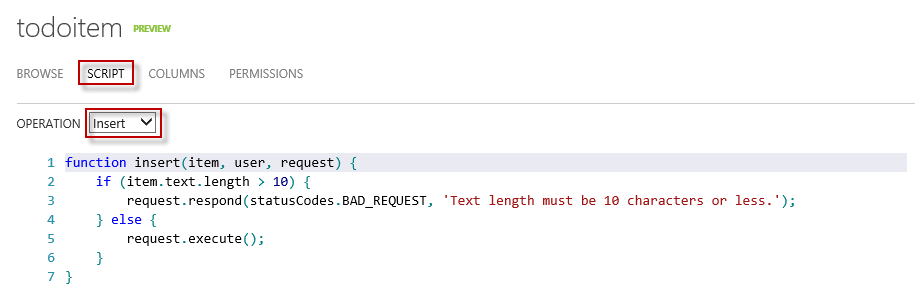 todoitem PREVIEW
BROWSE SCRIPT COLUMNS PERMISSIONS
OPERATION Insert
1 function insert(item, user, request) {
2     if (item.text.length > 10) {
3         request.respond(statusCodes.BAD_REQUEST, 'Text length must be 10 characters or less.');
4     } else {
5         request.execute();
6     }
7 }